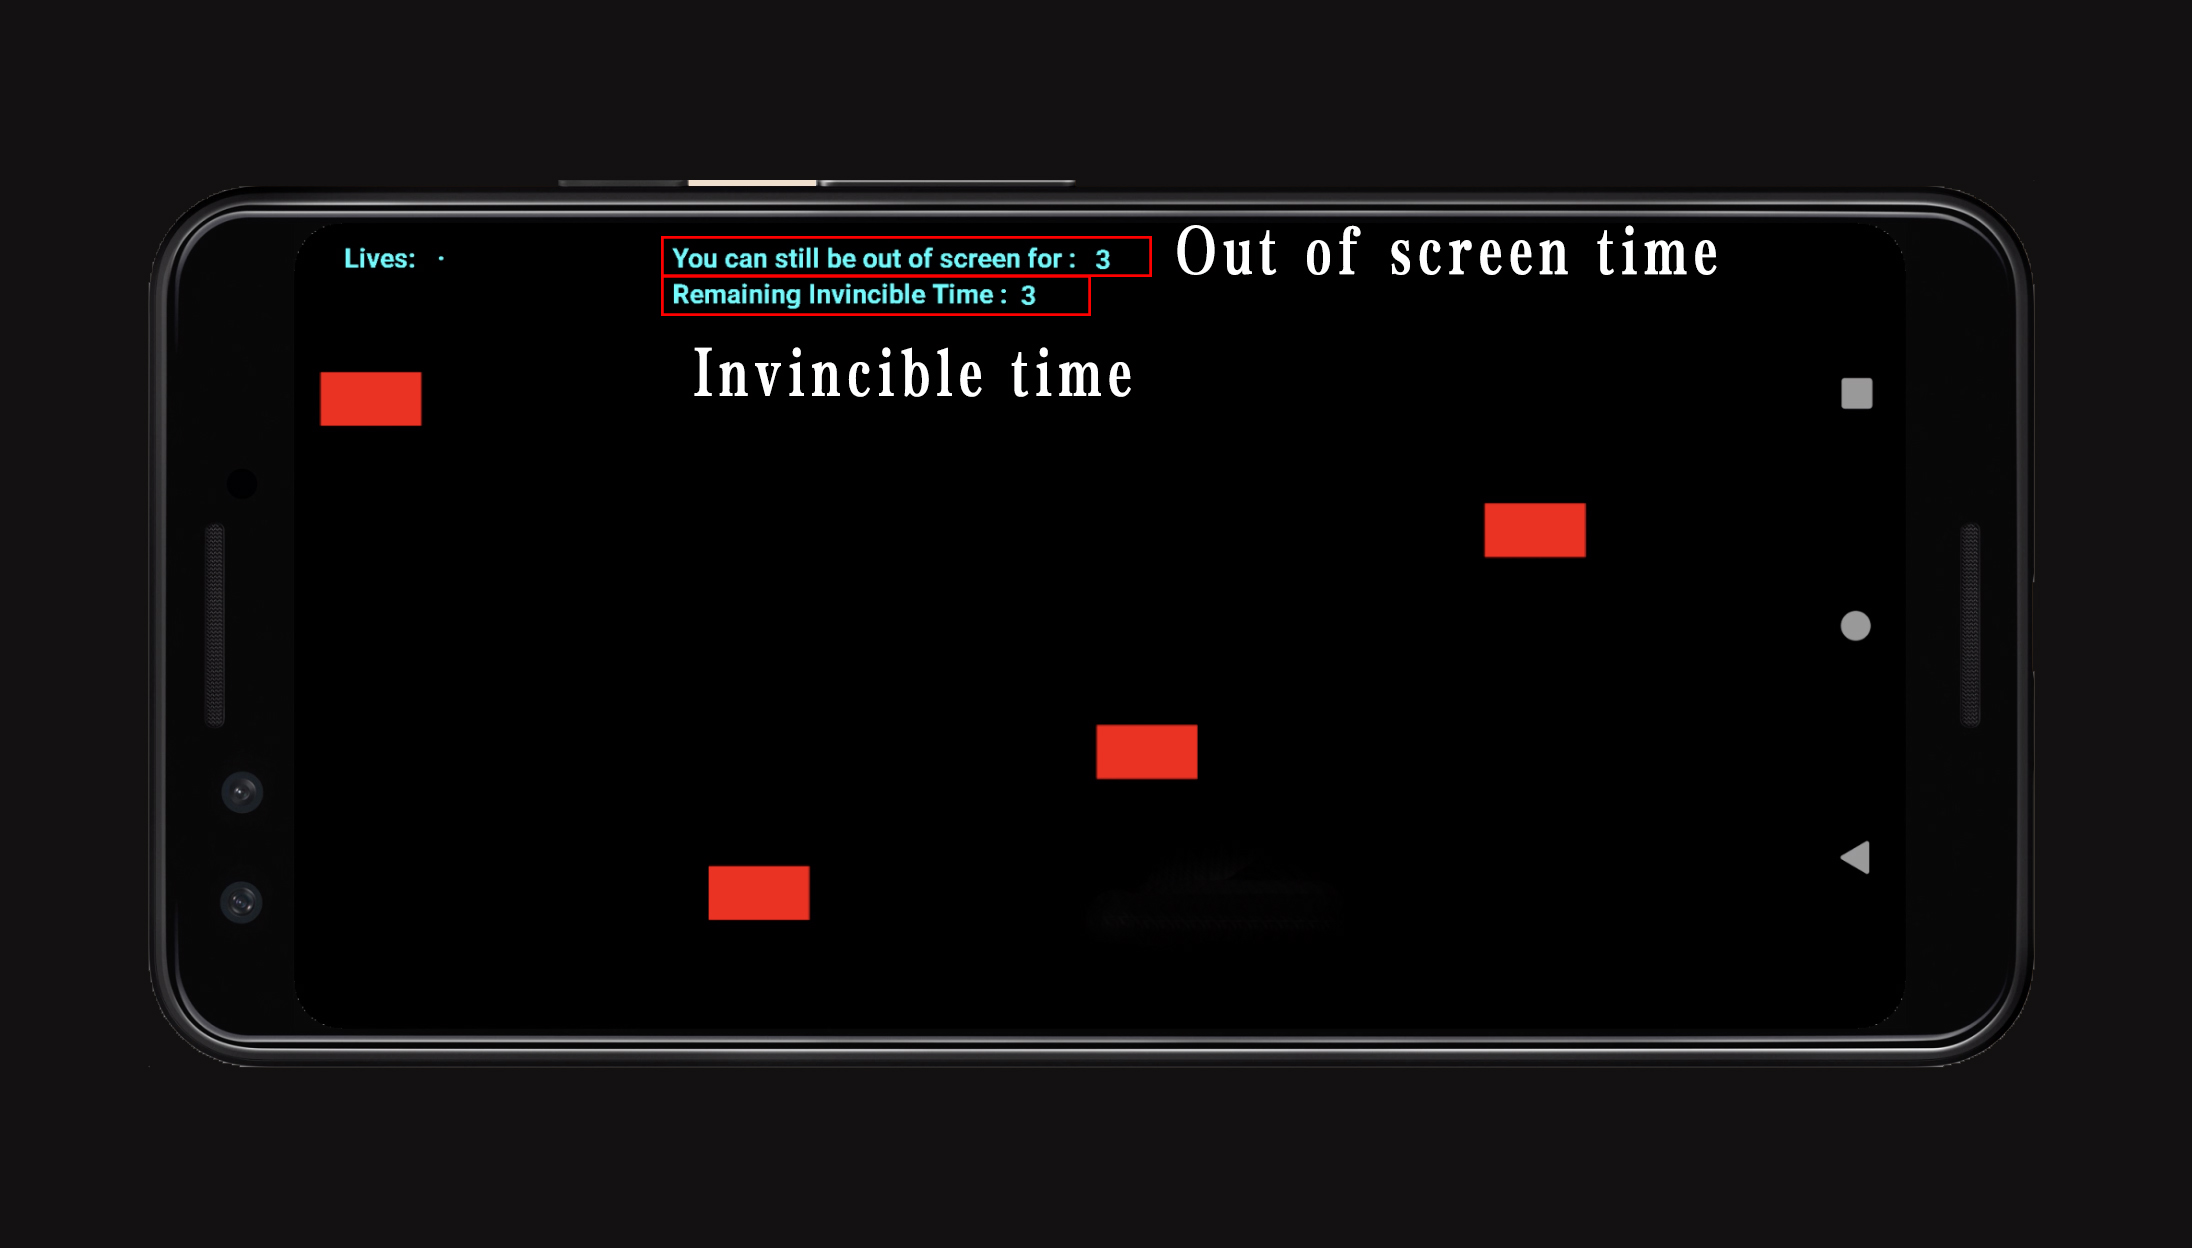 Lives: ·
You can still be out of screen for : 3
Out of screen time
Remaining Invincible Time : 3
Invincible time